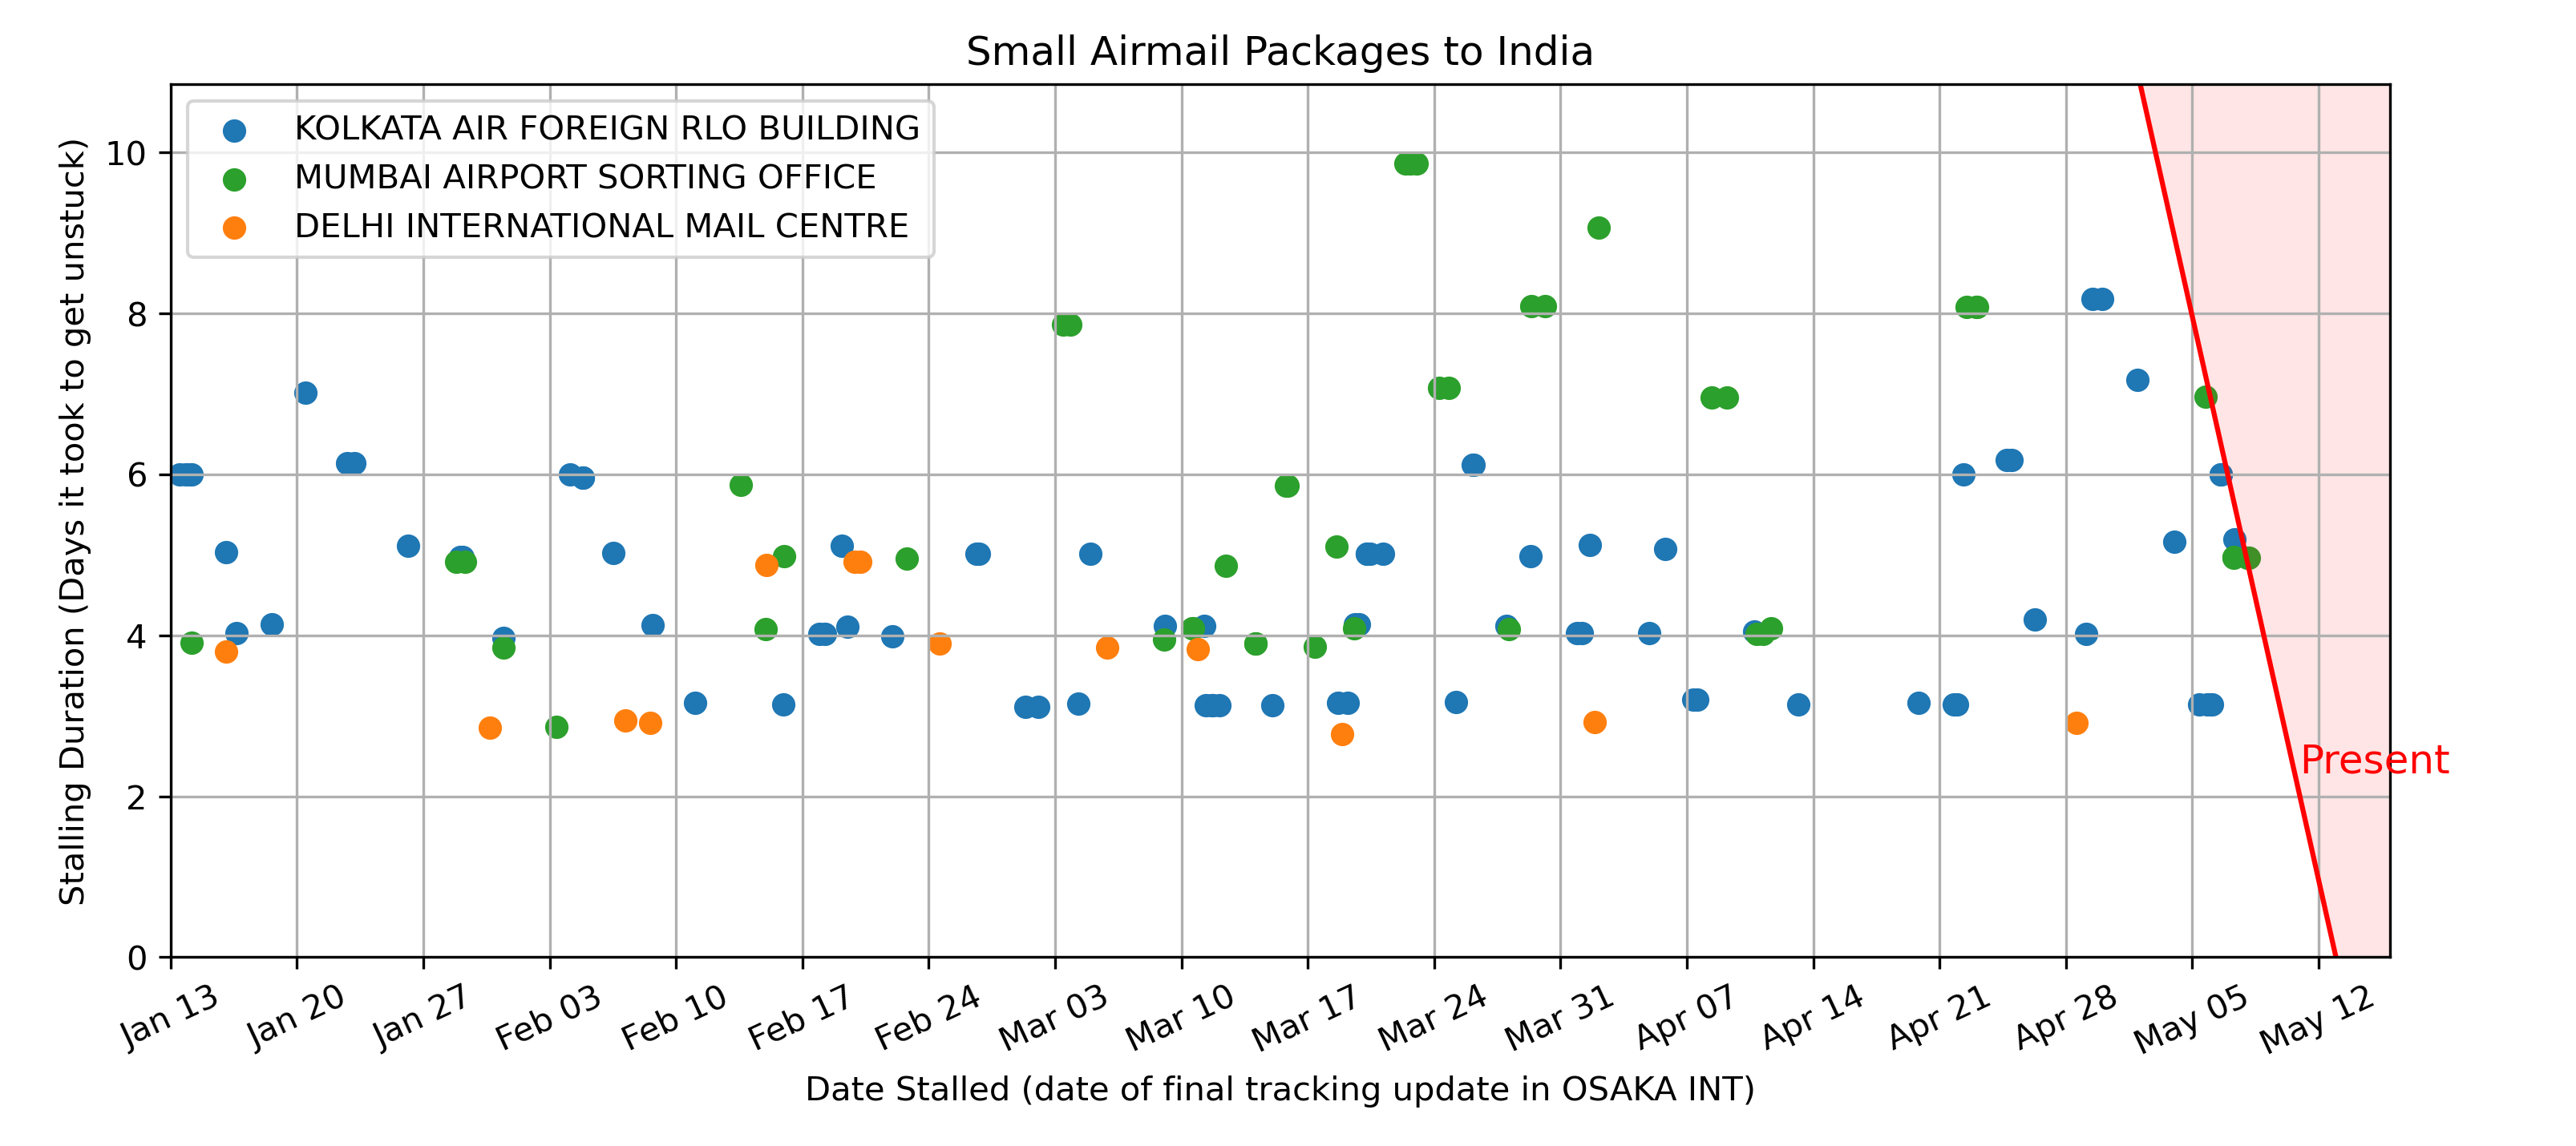 Small Airmail Packages to India
KOLKATA AIR FOREIGN RLO BUILDING
MUMBAI AIRPORT SORTING OFFICE
DELHI INTERNATIONAL MAIL CENTRE
Stalling Duration (Days it took to get unstuck)
10
8
6
4
2
0
Present
Jan 13
Jan 20
Jan 27
Feb 03
Feb 10
Feb 17
Feb 24
Mar 03
Mar 10
Mar 17
Mar 24
Mar 31
Apr 07
Apr 14
Apr 21
Apr 28
May 05
May 12
Date Stalled (date of final tracking update in OSAKA INT)